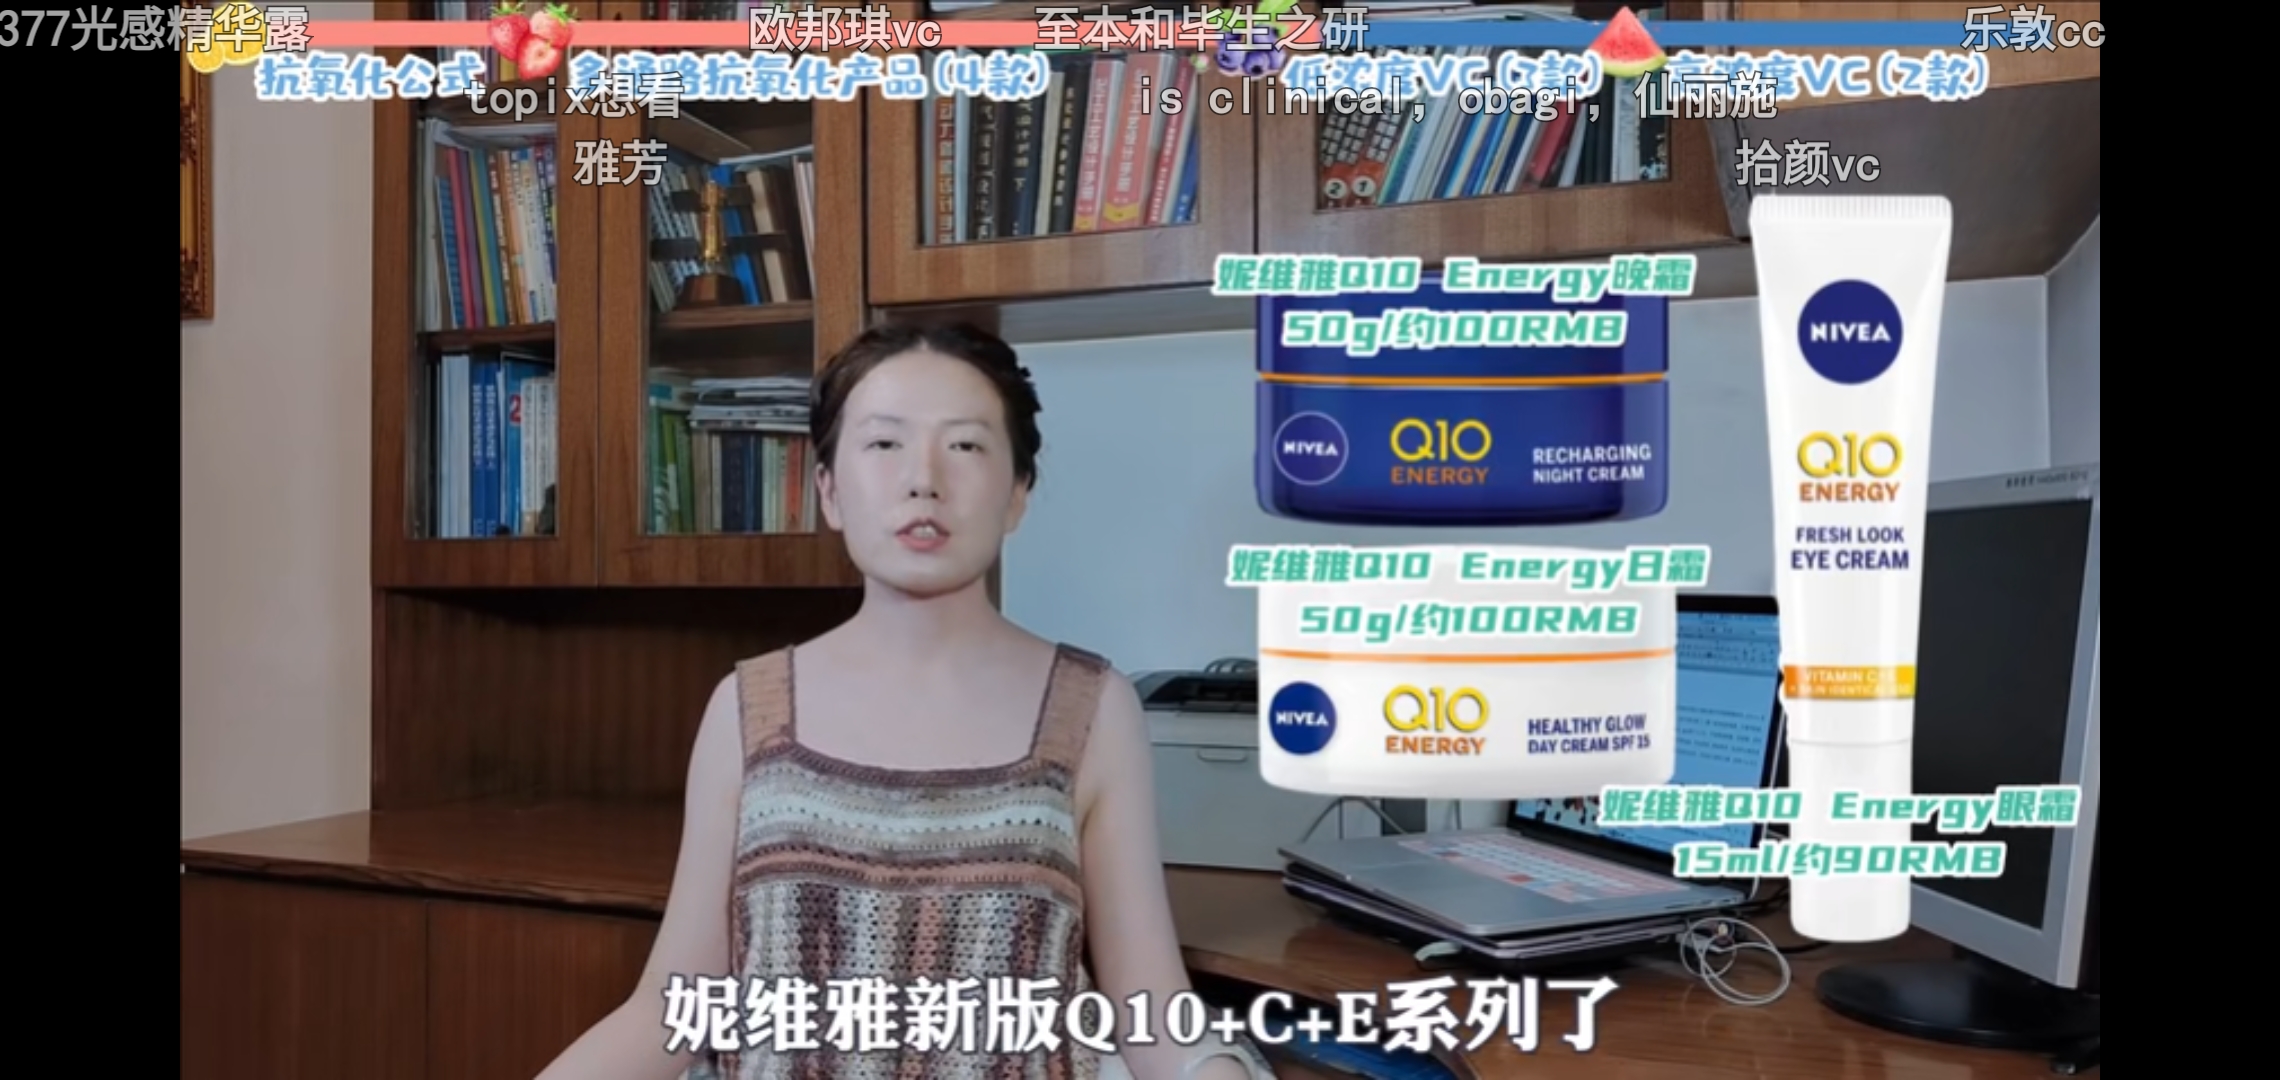 377光感精华露
欧邦琪vc
至本和毕生之研
乐敦cc
抗氧化公式
多通路抗氧化产品(4款)
低浓度VC(3款)
高浓度VC(2款)
topix想看
is clinical，obagi，仙丽施
雅芳
拾颜vc
妮维雅Q10 Energy晚霜
50g/约100RMB
NIVEA
Q10
ENERGY
RECHARGING
NIGHT CREAM
妮维雅Q10 Energy日霜
50g/约100RMB
NIVEA
Q10
ENERGY
HEALTHY GLOW
DAY CREAM SPF 15
NIVEA
Q10
ENERGY
FRESH LOOK
EYE CREAM
VITAMIN C+E
妮维雅Q10 Energy眼霜
15ml/约90RMB
妮维雅新版Q10+C+E系列了